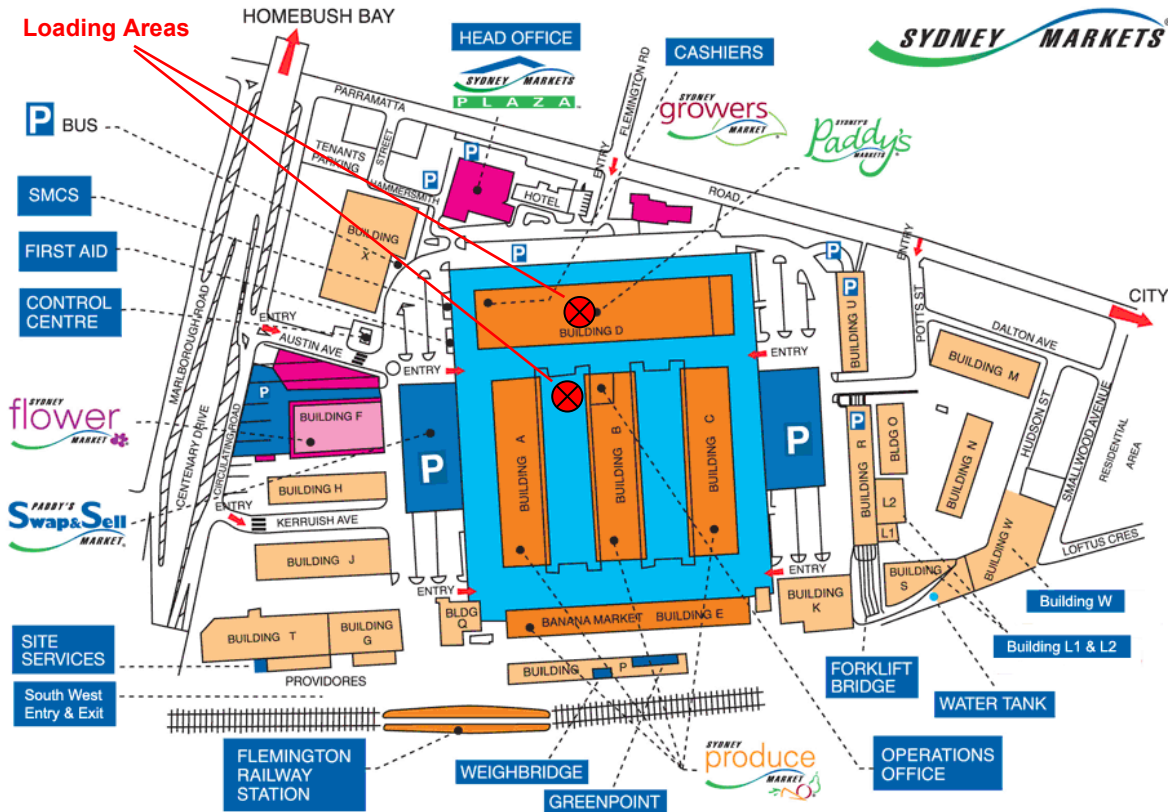 HOMEBUSH BAY
Loading Areas
HEAD OFFICE
SYDNEY MARKETS
PLAZA
CASHIERS
SYDNEY MARKETS®
FLEMINGTON RD
SYDNEY
growers
MARKET
SYDNEY'S
Paddy's
MARKETS
PARRAMATTA
ROAD
P BUS
TENANTS
PARKING
STREET
HAMMERSMITH
P
P
HOTEL
ENTRY
SMCS
FIRST AID
CONTROL
CENTRE
BUILDING
X
P
P
P
ENTRY
POTTS ST
CITY
BUILDING D
BUILDING U
DALTON AVE
BUILDING M
HUDSON ST
SMALLWOOD AVENUE
RESIDENTIAL
AREA
MARLBOROUGH ROAD
ENTRY
AUSTIN AVE
ENTRY
ENTRY
SYDNEY
flower
MARKET
P
BUILDING F
P
BUILDING A
BUILDING B
BUILDING C
P
P
BUILDING R
BLDG O
BUILDING N
L2
L1
CENTENARY DRIVE
CIRCULATING ROAD
BUILDING H
PADDY'S
Swap&Sell
MARKET
ENTRY
KERRUISH AVE
BUILDING J
ENTRY
ENTRY
BUILDING
S
BUILDING W
LOFTUS CRES
BLDG
Q
BANANA MARKET BUILDING E
BUILDING
K
Building W
BUILDING T
BUILDING
G
SITE
SERVICES
PROVIDORES
BUILDING P
Building L1 & L2
South West
Entry & Exit
FORKLIFT
BRIDGE
WATER TANK
FLEMINGTON
RAILWAY
STATION
WEIGHBRIDGE
GREENPOINT
SYDNEY
produce
MARKET
OPERATIONS
OFFICE